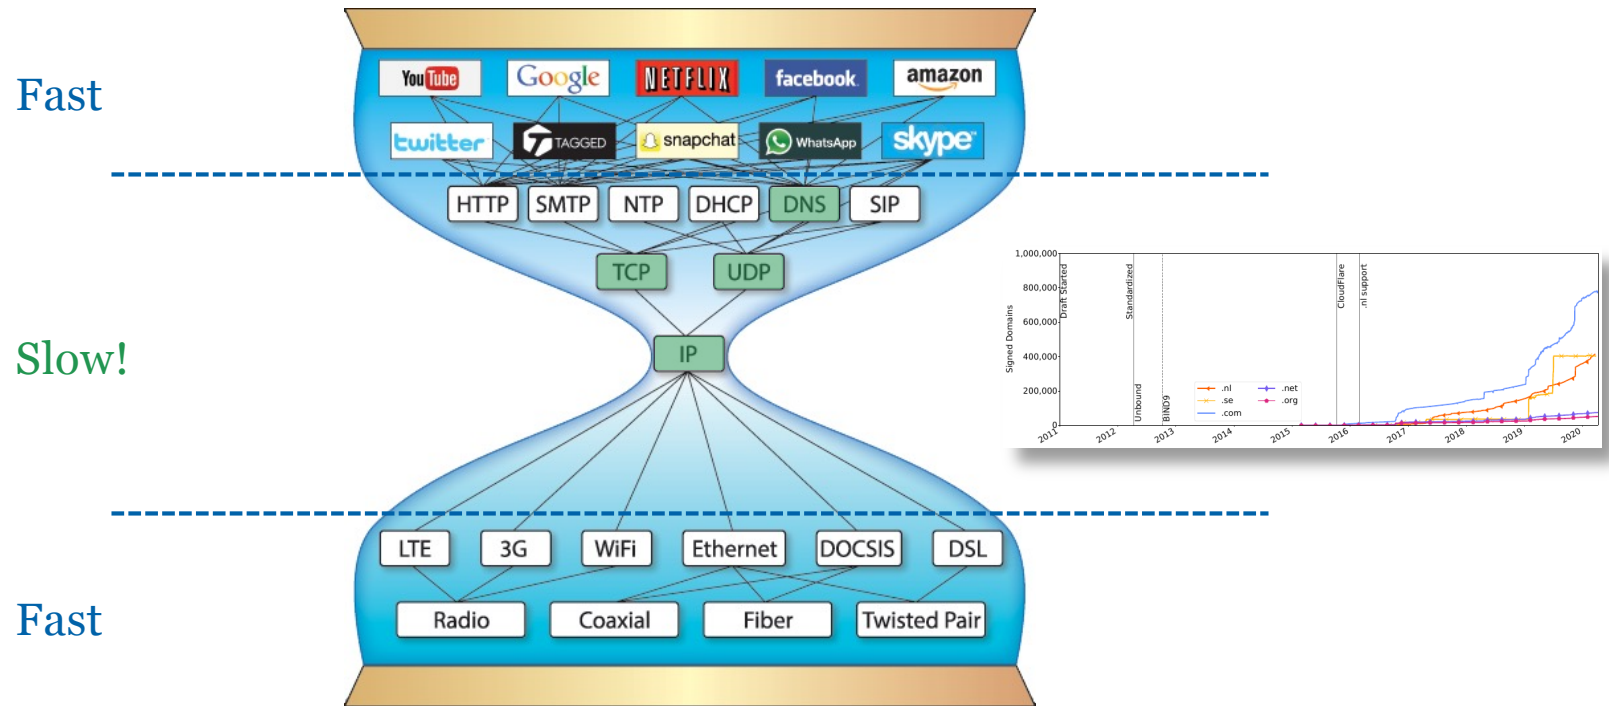 Fast
YouTube Google NETFLIX facebook. amazon
twitter TAGGED snapchat WhatsApp skype™
HTTP SMTP NTP DHCP DNS SIP
TCP UDP
Slow!
IP
LTE 3G WiFi Ethernet DOCSIS DSL
Fast
Radio Coaxial Fiber Twisted Pair
Signed Domains
1,000,000
800,000
600,000
400,000
200,000
0
Draft Started
Standardized
Unbound
BIND9
CloudFlare
.nl support
.nl .net
.se .org
.com
2011 2012 2013 2014 2015 2016 2017 2018 2019 2020